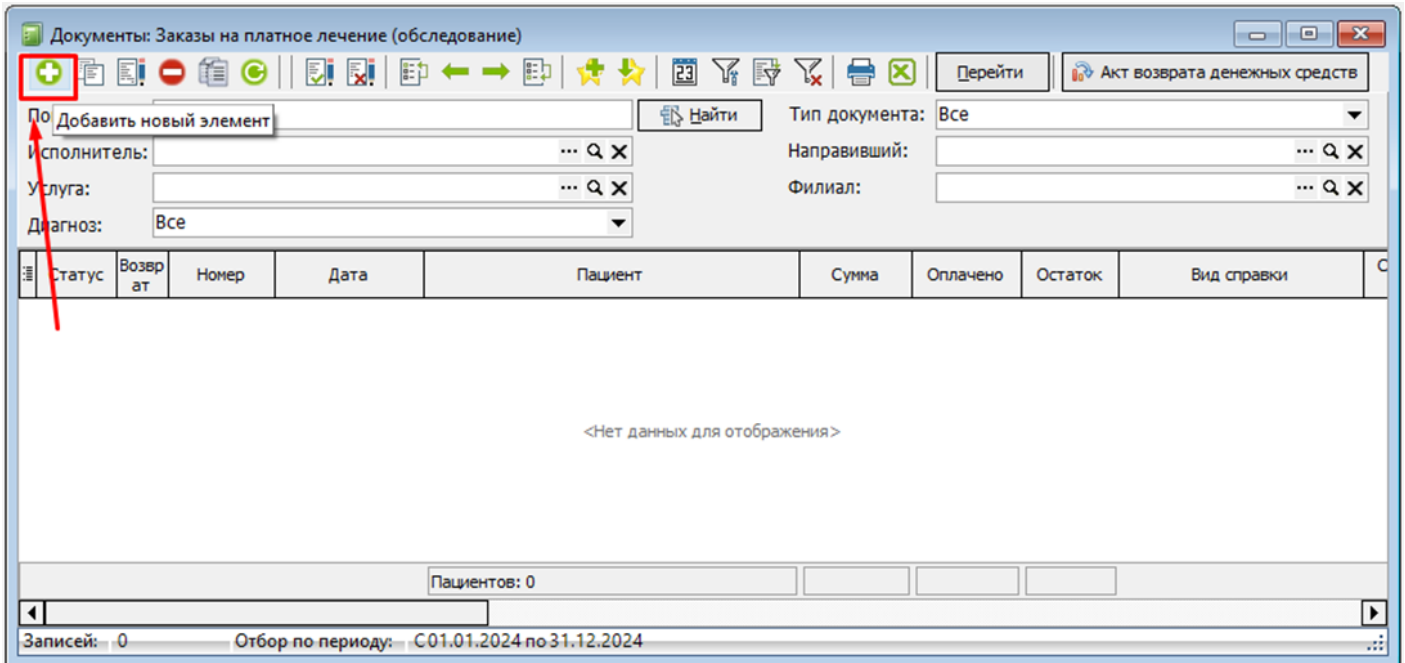 Документы: Заказы на платное лечение (обследование)
23 Перейти Акт возврата денежных средств
По Найти Тип документа: Все
Добавить новый элемент
Исполнитель: Направивший:
Услуга: Филиал:
Диагноз: Все
Статус Возврат Номер Дата Пациент Сумма Оплачено Остаток Вид справки С
<Нет данных для отображения>
Пациентов: 0
Записей: 0 Отбор по периоду: С 01.01.2024 по 31.12.2024